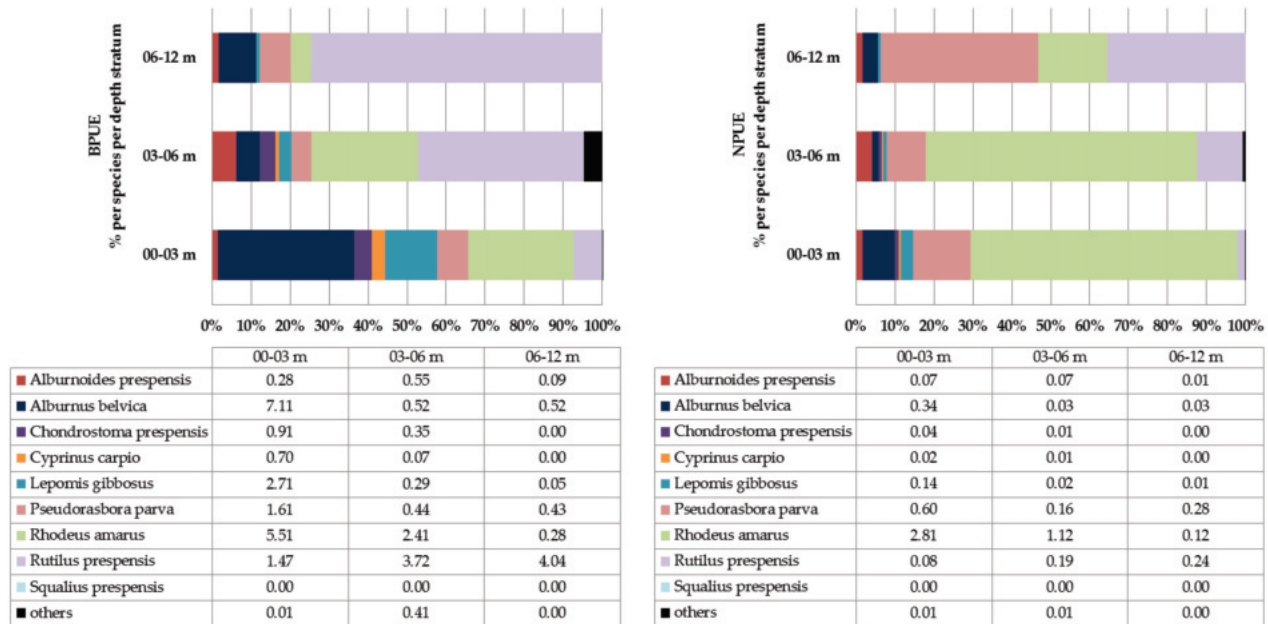 BPUE
% per species per depth stratum
06-12 m
03-06 m
00-03 m
0% 10% 20% 30% 40% 50% 60% 70% 80% 90% 100%
00-03 m 03-06 m 06-12 m
Alburnoides prespensis 0.28 0.55 0.09
Alburnus belvica 7.11 0.52 0.52
Chondrostoma prespensis 0.91 0.35 0.00
Cyprinus carpio 0.70 0.07 0.00
Lepomis gibbosus 2.71 0.29 0.05
Pseudorasbora parva 1.61 0.44 0.43
Rhodeus amarus 5.51 2.41 0.28
Rutilus prespensis 1.47 3.72 4.04
Squalius prespensis 0.00 0.00 0.00
others 0.01 0.41 0.00
NPUE
% per species per depth stratum
06-12 m
03-06 m
00-03 m
0% 10% 20% 30% 40% 50% 60% 70% 80% 90% 100%
00-03 m 03-06 m 06-12 m
Alburnoides prespensis 0.07 0.07 0.01
Alburnus belvica 0.34 0.03 0.03
Chondrostoma prespensis 0.04 0.01 0.00
Cyprinus carpio 0.02 0.01 0.00
Lepomis gibbosus 0.14 0.02 0.01
Pseudorasbora parva 0.60 0.16 0.28
Rhodeus amarus 2.81 1.12 0.12
Rutilus prespensis 0.08 0.19 0.24
Squalius prespensis 0.00 0.00 0.00
others 0.01 0.01 0.00